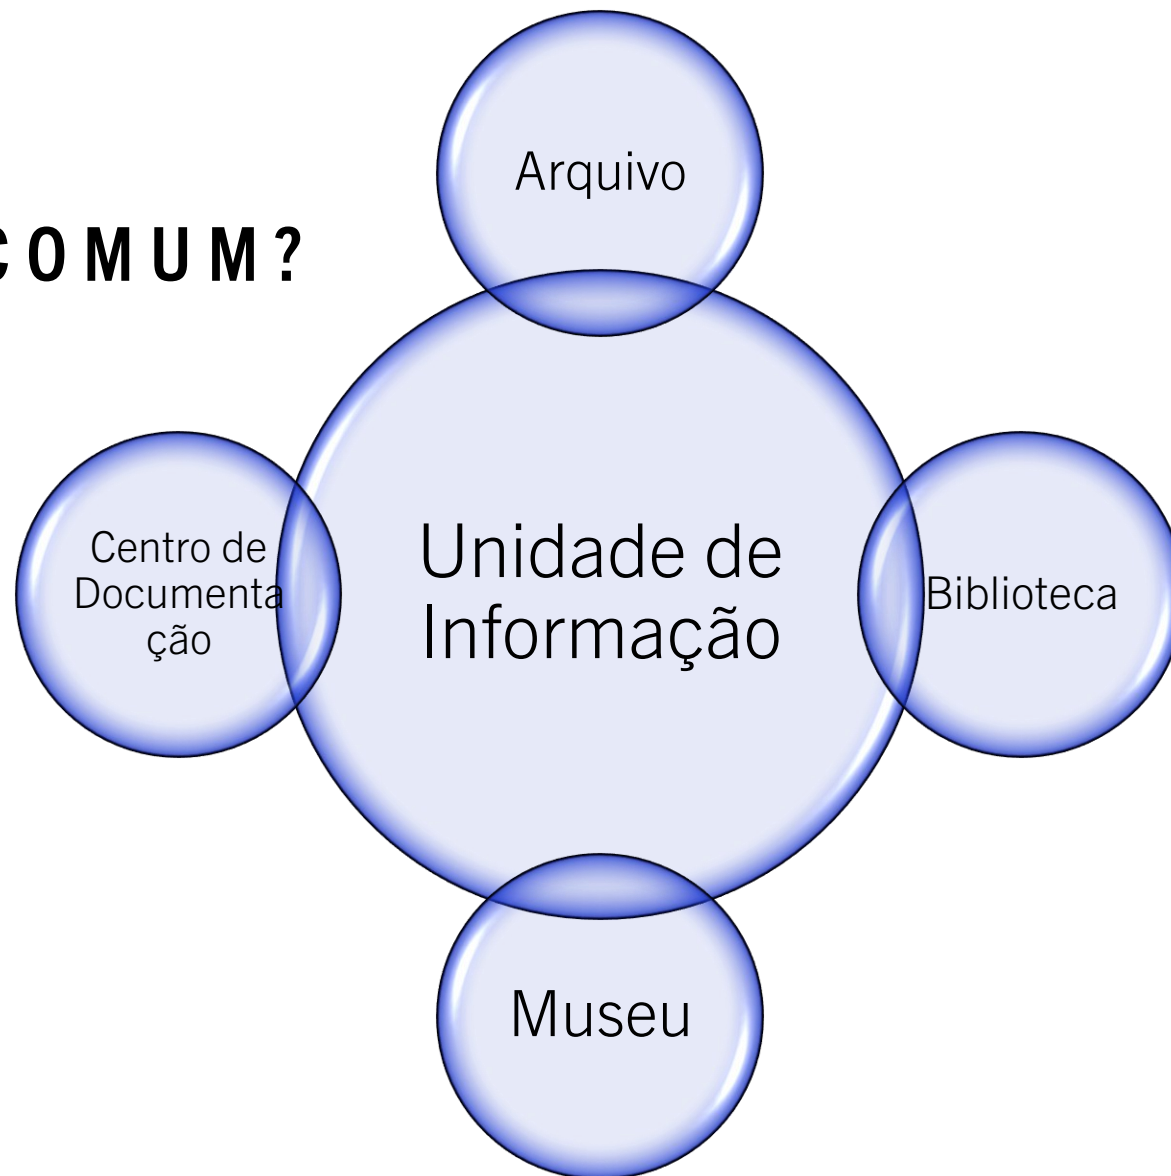 Arquivo
COMUM?
Centro de
Documenta
ção
Unidade de
Informação
Biblioteca
Museu